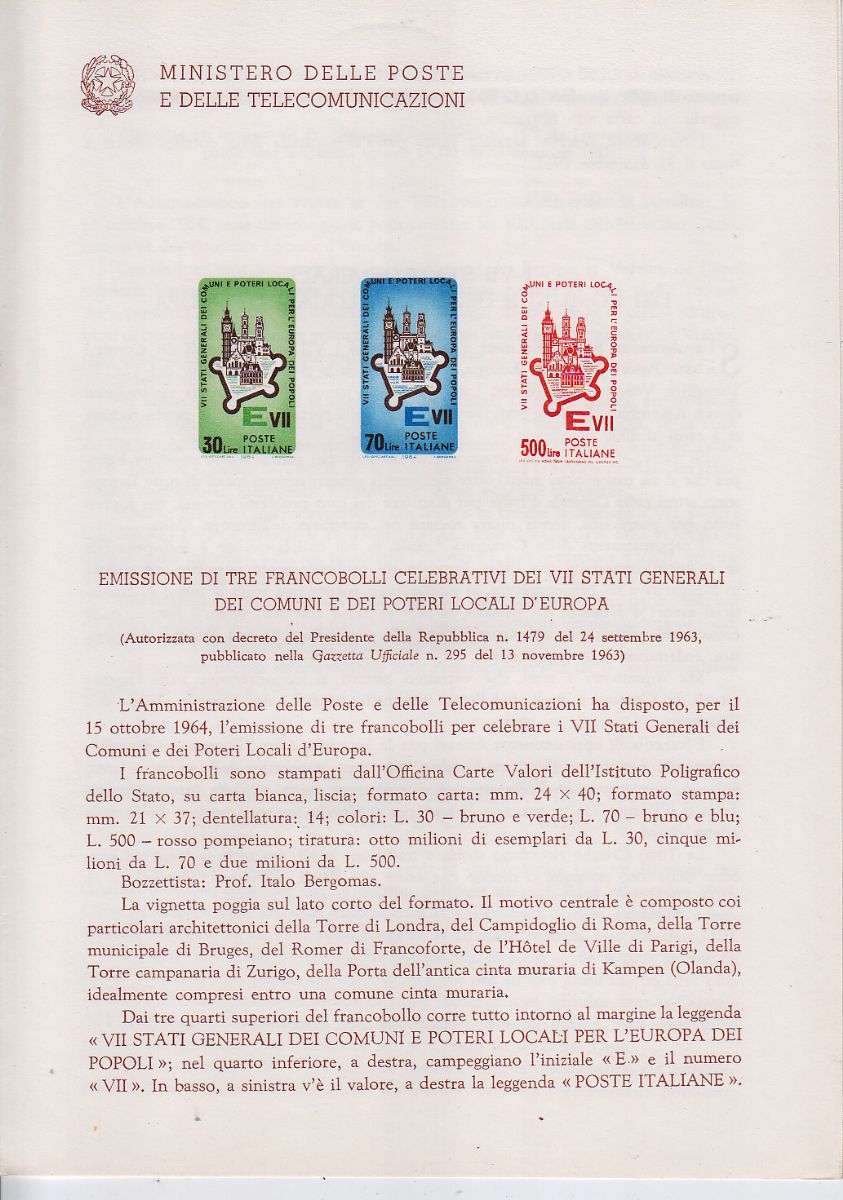 MINISTERO DELLE POSTE
E DELLE TELECOMUNICAZIONI
VII STATI GENERALI DEI COMUNI E POTERI LOCALI PER L'EUROPA DEI POPOLI
E VII
30 Lire POSTE ITALIANE
1964
VII STATI GENERALI DEI COMUNI E POTERI LOCALI PER L'EUROPA DEI POPOLI
E VII
70 Lire POSTE ITALIANE
1964
VII STATI GENERALI DEI COMUNI E POTERI LOCALI PER L'EUROPA DEI POPOLI
E VII
500 Lire POSTE ITALIANE
EMISSIONE DI TRE FRANCOBOLLI CELEBRATIVI DEI VII STATI GENERALI
DEI COMUNI E DEI POTERI LOCALI D'EUROPA
(Autorizzata con decreto del Presidente della Repubblica n. 1479 del 24 settembre 1963,
pubblicato nella Gazzetta Ufficiale n. 295 del 13 novembre 1963)
L'Amministrazione delle Poste e delle Telecomunicazioni ha disposto, per il
15 ottobre 1964, l'emissione di tre francobolli per celebrare i VII Stati Generali dei
Comuni e dei Poteri Locali d'Europa.
I francobolli sono stampati dall'Officina Carte Valori dell'Istituto Poligrafico
dello Stato, su carta bianca, liscia; formato carta: mm. 24 × 40; formato stampa:
mm. 21 × 37; dentellatura: 14; colori: L. 30 – bruno e verde; L. 70 – bruno e blu;
L. 500 – rosso pompeiano; tiratura: otto milioni di esemplari da L. 30, cinque mi-
lioni da L. 70 e due milioni da L. 500.
Bozzettista: Prof. Italo Bergomas.
La vignetta poggia sul lato corto del formato. Il motivo centrale è composto coi
particolari architettonici della Torre di Londra, del Campidoglio di Roma, della Torre
municipale di Bruges, del Romer di Francoforte, de l'Hôtel de Ville di Parigi, della
Torre campanaria di Zurigo, della Porta dell'antica cinta muraria di Kampen (Olanda),
idealmente compresi entro una comune cinta muraria.
Dai tre quarti superiori del francobollo corre tutto intorno al margine la leggenda
« VII STATI GENERALI DEI COMUNI E POTERI LOCALI PER L'EUROPA DEI
POPOLI »; nel quarto inferiore, a destra, campeggiano l'iniziale « E » e il numero
« VII ». In basso, a sinistra v'è il valore, a destra la leggenda « POSTE ITALIANE ».